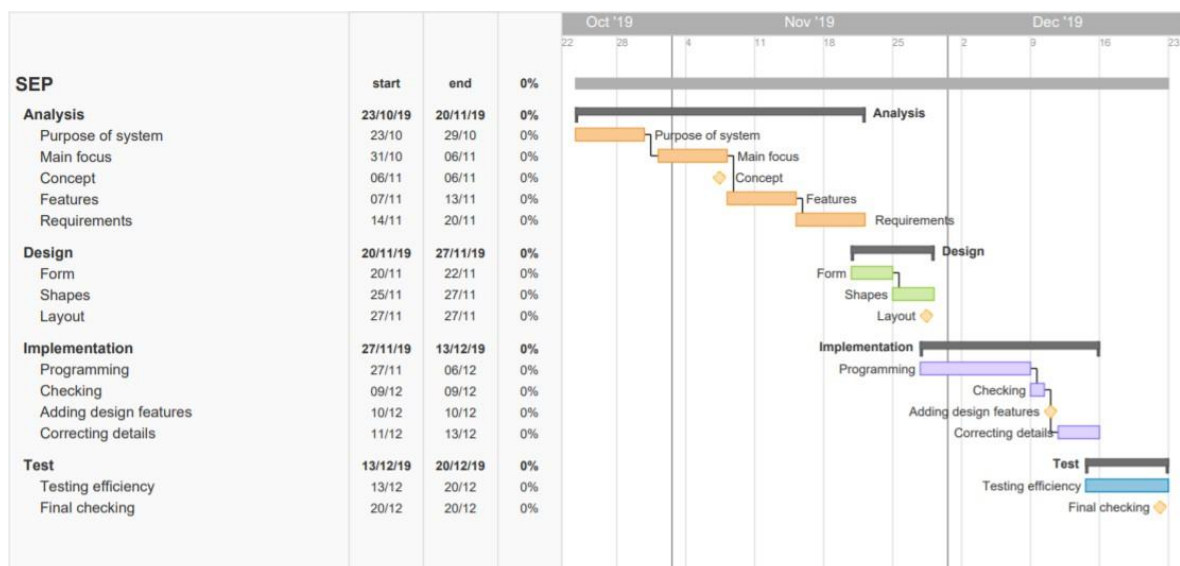 Oct '19 Nov '19 Dec '19
22 28 4 11 18 25 2 9 16 23
SEP start end 0%
Analysis 23/10/19 20/11/19 0% Analysis
Purpose of system 23/10 29/10 0% Purpose of system
Main focus 31/10 06/11 0% Main focus
Concept 06/11 06/11 0% Concept
Features 07/11 13/11 0% Features
Requirements 14/11 20/11 0% Requirements
Design 20/11/19 27/11/19 0% Design
Form 20/11 22/11 0% Form
Shapes 25/11 27/11 0% Shapes
Layout 27/11 27/11 0% Layout
Implementation 27/11/19 13/12/19 0% Implementation
Programming 27/11 06/12 0% Programming
Checking 09/12 09/12 0% Checking
Adding design features 10/12 10/12 0% Adding design features
Correcting details 11/12 13/12 0% Correcting details
Test 13/12/19 20/12/19 0% Test
Testing efficiency 13/12 20/12 0% Testing efficiency
Final checking 20/12 20/12 0% Final checking